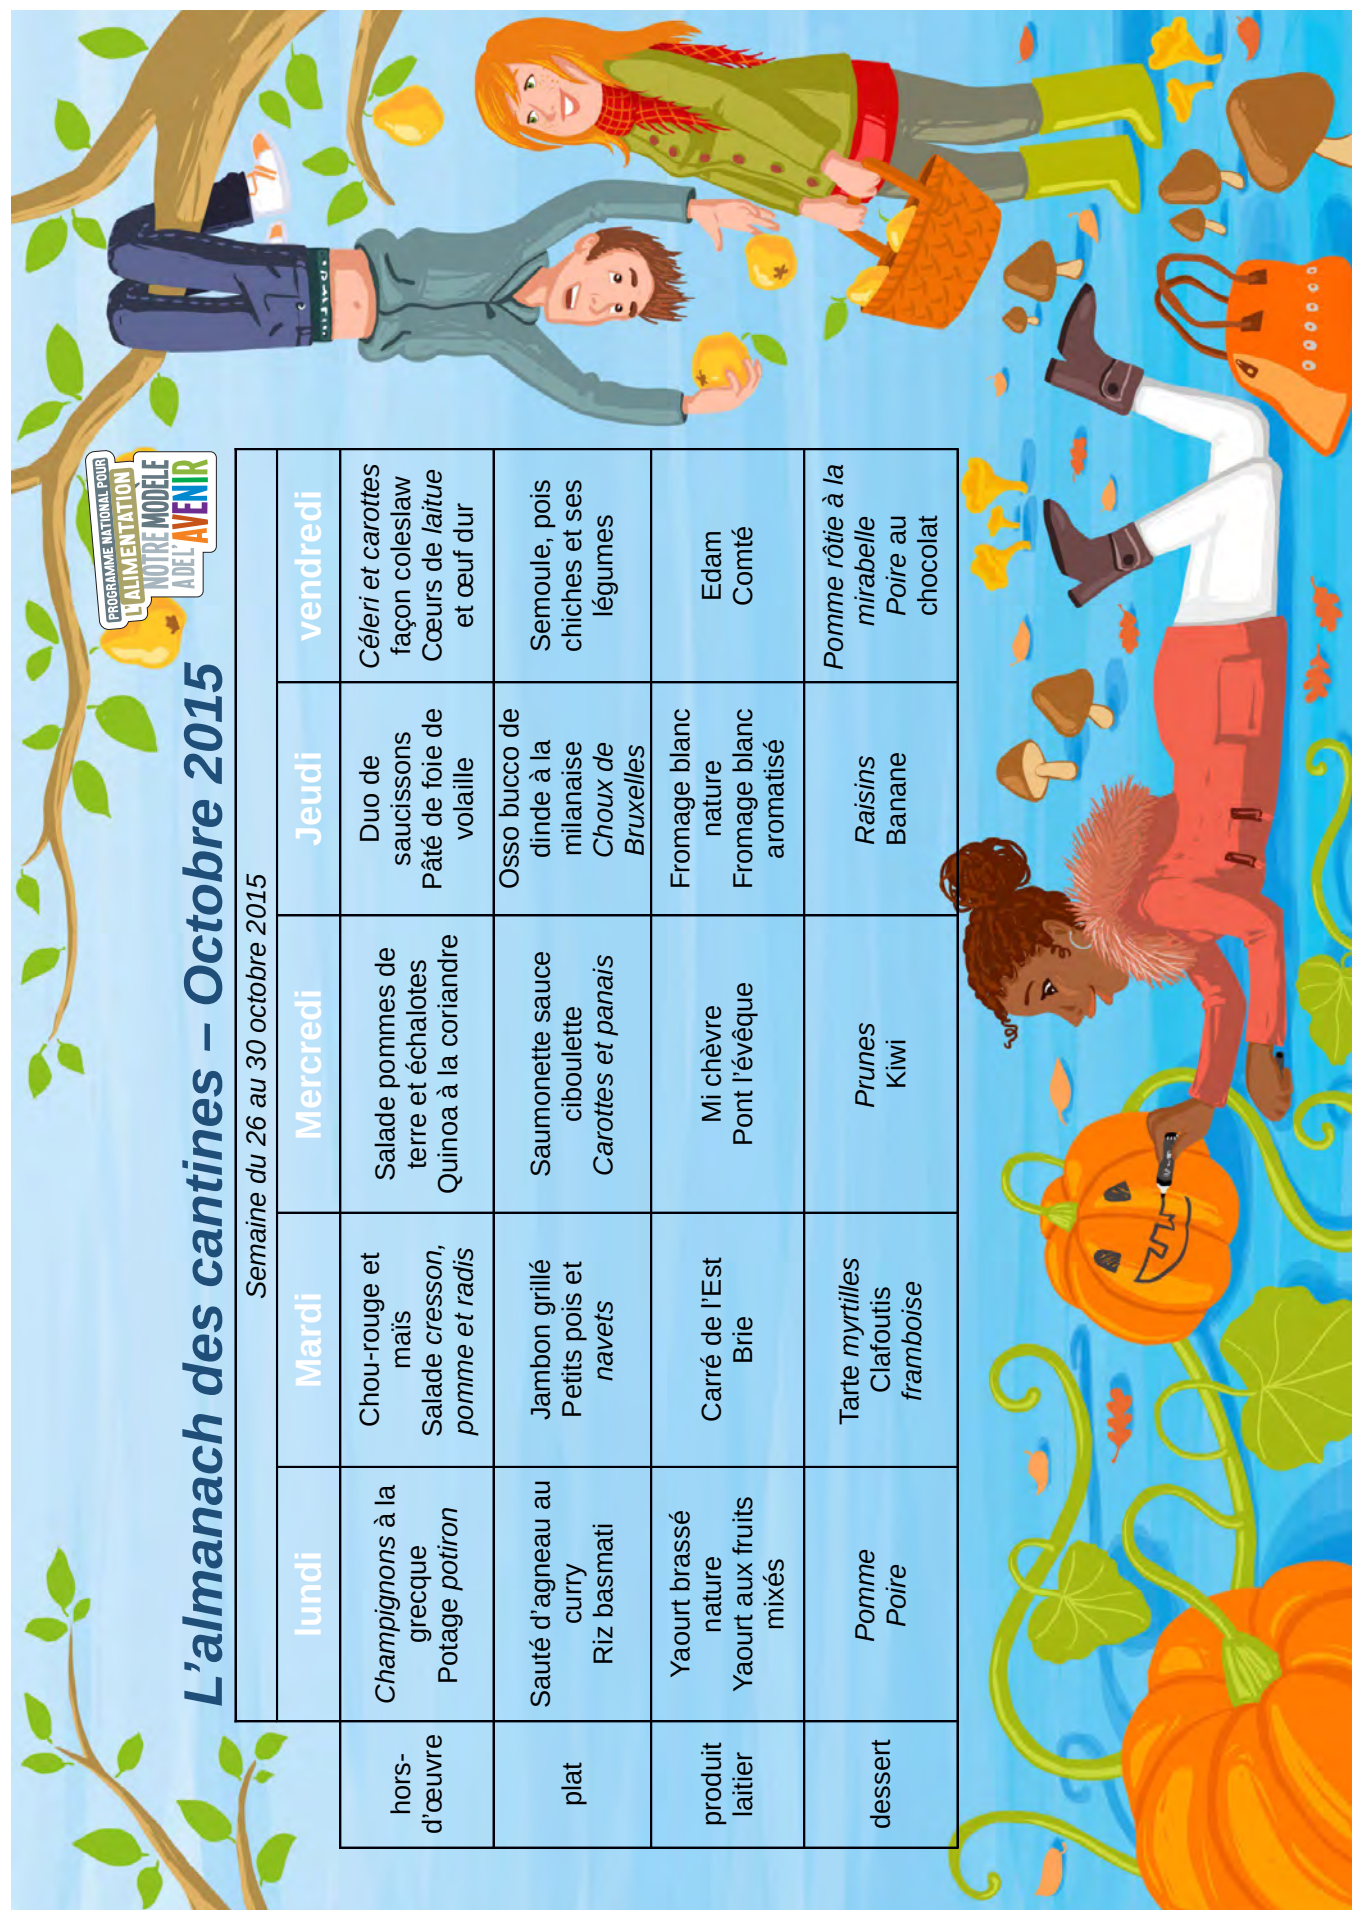 PROGRAMME NATIONAL POUR
L'ALIMENTATION
NOTRE MODÈLE
A DE L'AVENIR
L'almanach des cantines – Octobre 2015
Semaine du 26 au 30 octobre 2015
lundi
Mardi
Mercredi
Jeudi
vendredi
hors-
d'œuvre
Champignons à la
grecque
Potage potiron
Chou-rouge et
maïs
Salade cresson,
pomme et radis
Salade pommes de
terre et échalotes
Quinoa à la coriandre
Duo de
saucissons
Pâté de foie de
volaille
Céleri et carottes
façon coleslaw
Cœurs de laitue
et œuf dur
plat
Sauté d'agneau au
curry
Riz basmati
Jambon grillé
Petits pois et
navets
Saumonette sauce
ciboulette
Carottes et panais
Osso bucco de
dinde à la
milanaise
Choux de
Bruxelles
Semoule, pois
chiches et ses
légumes
produit
laitier
Yaourt brassé
nature
Yaourt aux fruits
mixés
Carré de l'Est
Brie
Mi chèvre
Pont l'évêque
Fromage blanc
nature
Fromage blanc
aromatisé
Edam
Comté
dessert
Pomme
Poire
Tarte myrtilles
Clafoutis
framboise
Prunes
Kiwi
Raisins
Banane
Pomme rôtie à la
mirabelle
Poire au
chocolat